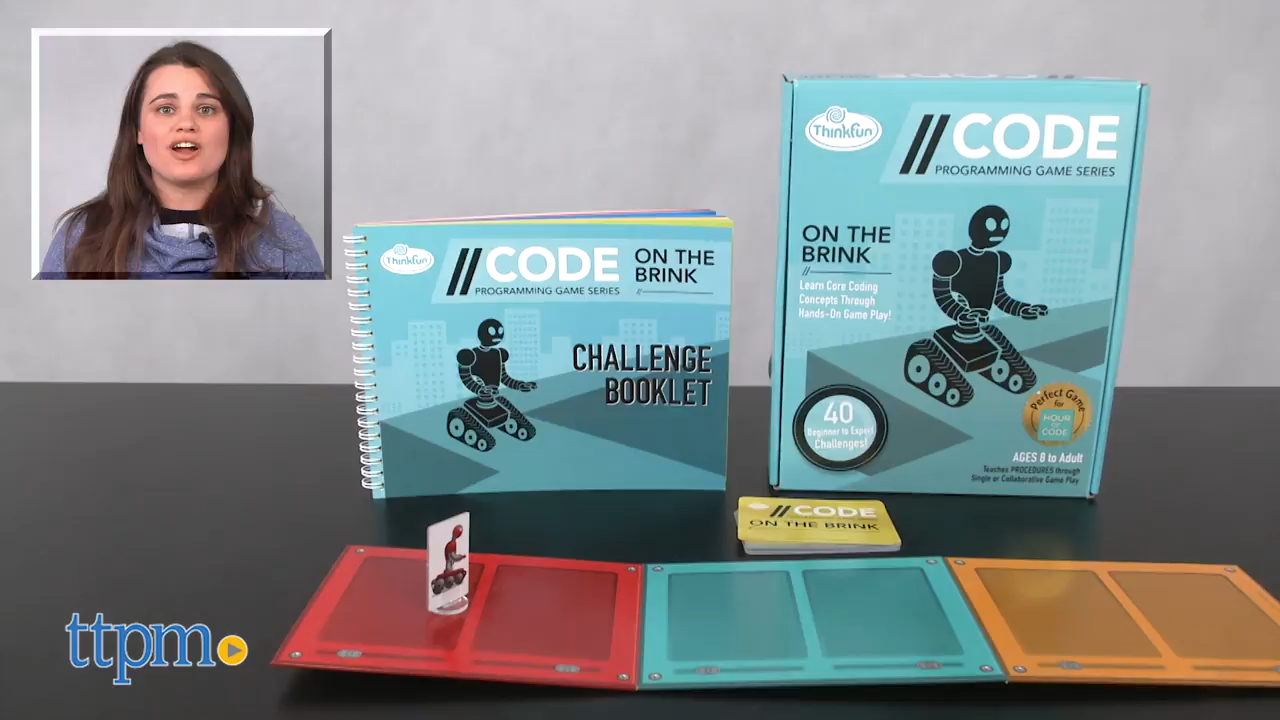 ThinkFun
//CODE
PROGRAMMING GAME SERIES
ON THE
BRINK
CHALLENGE
BOOKLET
ThinkFun
//CODE
PROGRAMMING GAME SERIES
ON THE
BRINK
//
Learn Core Coding
Concepts Through
Hands-On Game Play!
40
Beginner to Expert
Challenges!
Perfect Game
for
HOUR
OF
CODE
AGES 8 to Adult
Teaches PROCEDURES through
Single or Collaborative Game Play
//CODE
ON THE BRINK
ttpm